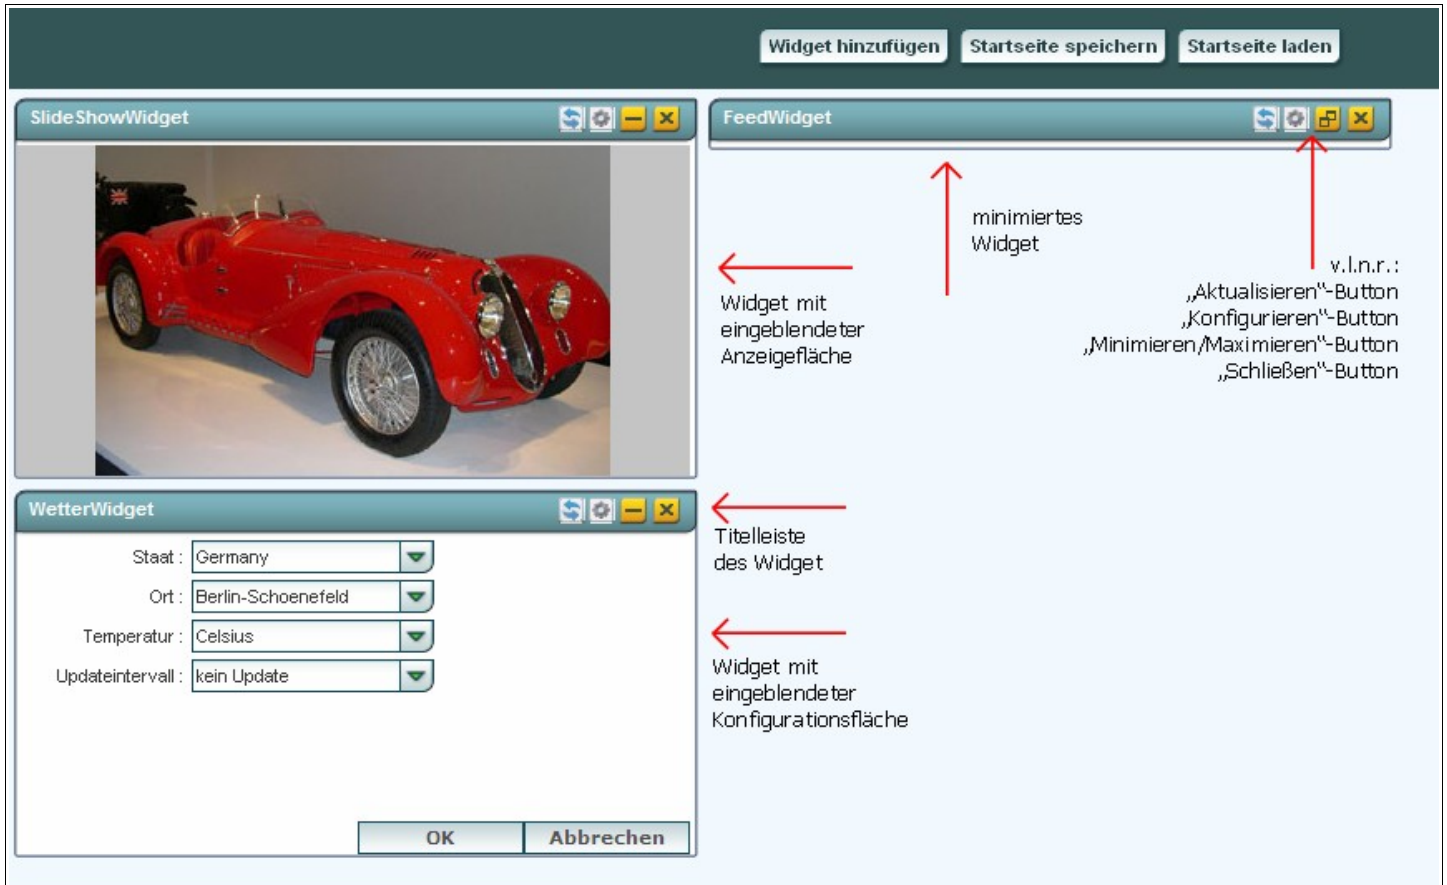 Widget hinzufügen
Startseite speichern
Startseite laden
SlideShowWidget
FeedWidget
minimiertes
Widget
v.l.n.r.:
„Aktualisieren“-Button
„Konfigurieren“-Button
„Minimieren/Maximieren“-Button
„Schließen“-Button
Widget mit
eingeblendeter
Anzeigefläche
WetterWidget
Staat :
Germany
Ort :
Berlin-Schoenefeld
Temperatur :
Celsius
Updateintervall :
kein Update
OK
Abbrechen
Titelleiste
des Widget
Widget mit
eingeblendeter
Konfigurationsfläche